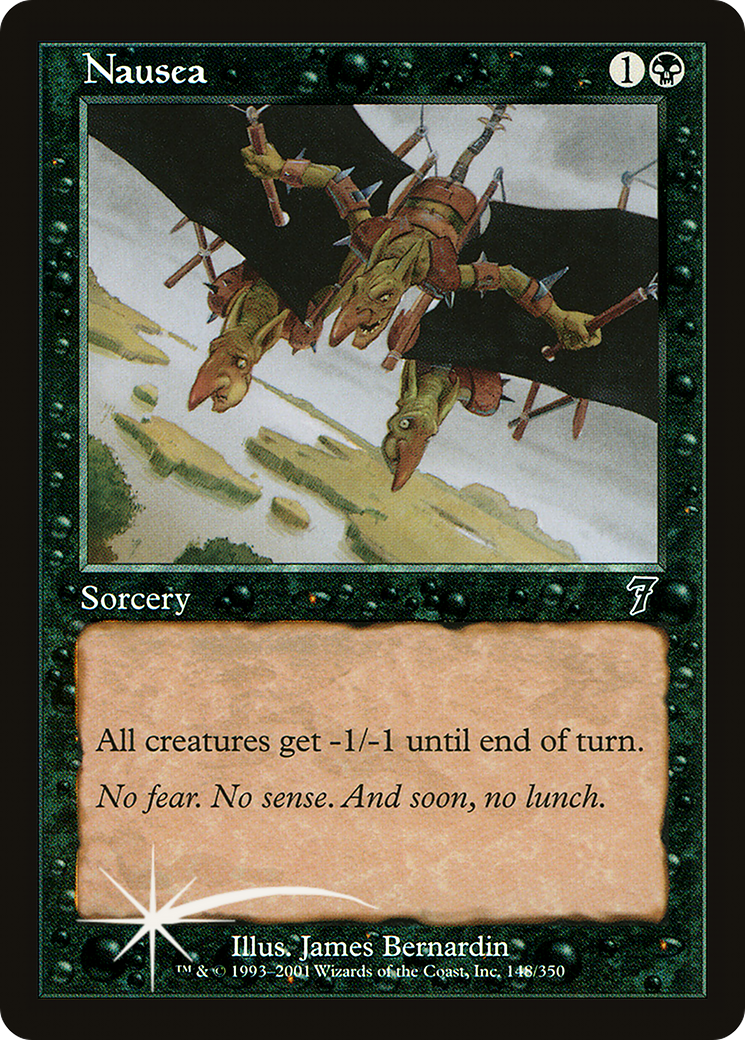 Nausea 1
Sorcery 7
All creatures get -1/-1 until end of turn.
No fear. No sense. And soon, no lunch.
Illus. James Bernardin
™ & © 1993–2001 Wizards of the Coast, Inc. 148/350